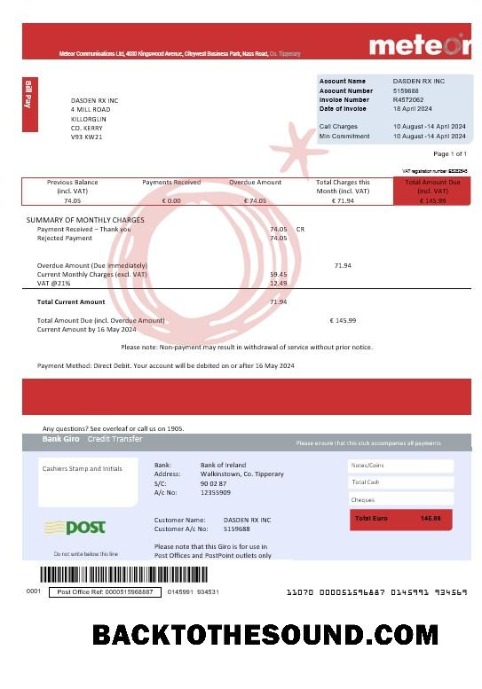 Meteor Communications Ltd, 4030 Kingswood Avenue, Citywest Business Park, Nass Road, Co. Tipperary
meteor
Bill Pay
DASDEN RX INC
4 MILL ROAD
KILLORGLIN
CO. KERRY
V93 KW21
Account Name DASDEN RX INC
Account Number 5159688
Invoice Number R4572062
Date of Invoice 18 April 2024
Call Charges 10 August -14 April 2024
Min Commitment 10 August -14 April 2024
Page 1 of 1
VAT registration number
Previous Balance (incl. VAT) 74.05
Payments Received € 0.00
Overdue Amount € 74.05
Total Charges this Month (incl. VAT) € 71.94
Total Amount Due (incl. VAT) € 145.99
SUMMARY OF MONTHLY CHARGES
Payment Received – Thank you 74.05 CR
Rejected Payment 74.05
Overdue Amount (Due immediately) 71.94
Current Monthly Charges (excl. VAT) 59.45
VAT @21% 12.49
Total Current Amount 71.94
Total Amount Due (incl. Overdue Amount) € 145.99
Current Amount by 16 May 2024
Please note: Non-payment may result in withdrawal of service without prior notice.
Payment Method: Direct Debit. Your account will be debited on or after 16 May 2024
Any questions? See overleaf or call us on 1905.
Bank Giro Credit Transfer
Please ensure that this slip accompanies all payments
Cashiers Stamp and Initials
Bank: Bank of Ireland
Address: Walkinstown, Co. Tipperary
S/C: 90 02 87
A/c No: 12355909
Notes/Coins
Total Cash
Cheques
Total Euro 145.99
post
Customer Name: DASDEN RX INC
Customer A/c No: 5159688
Do not write below this line
Please note that this Giro is for use in
Post Offices and PostPoint outlets only
0001 Post Office Ref: 0000515968887 0145991 934531
11070 000051596887 0145991 934569
BACKTOTHESOUND.COM